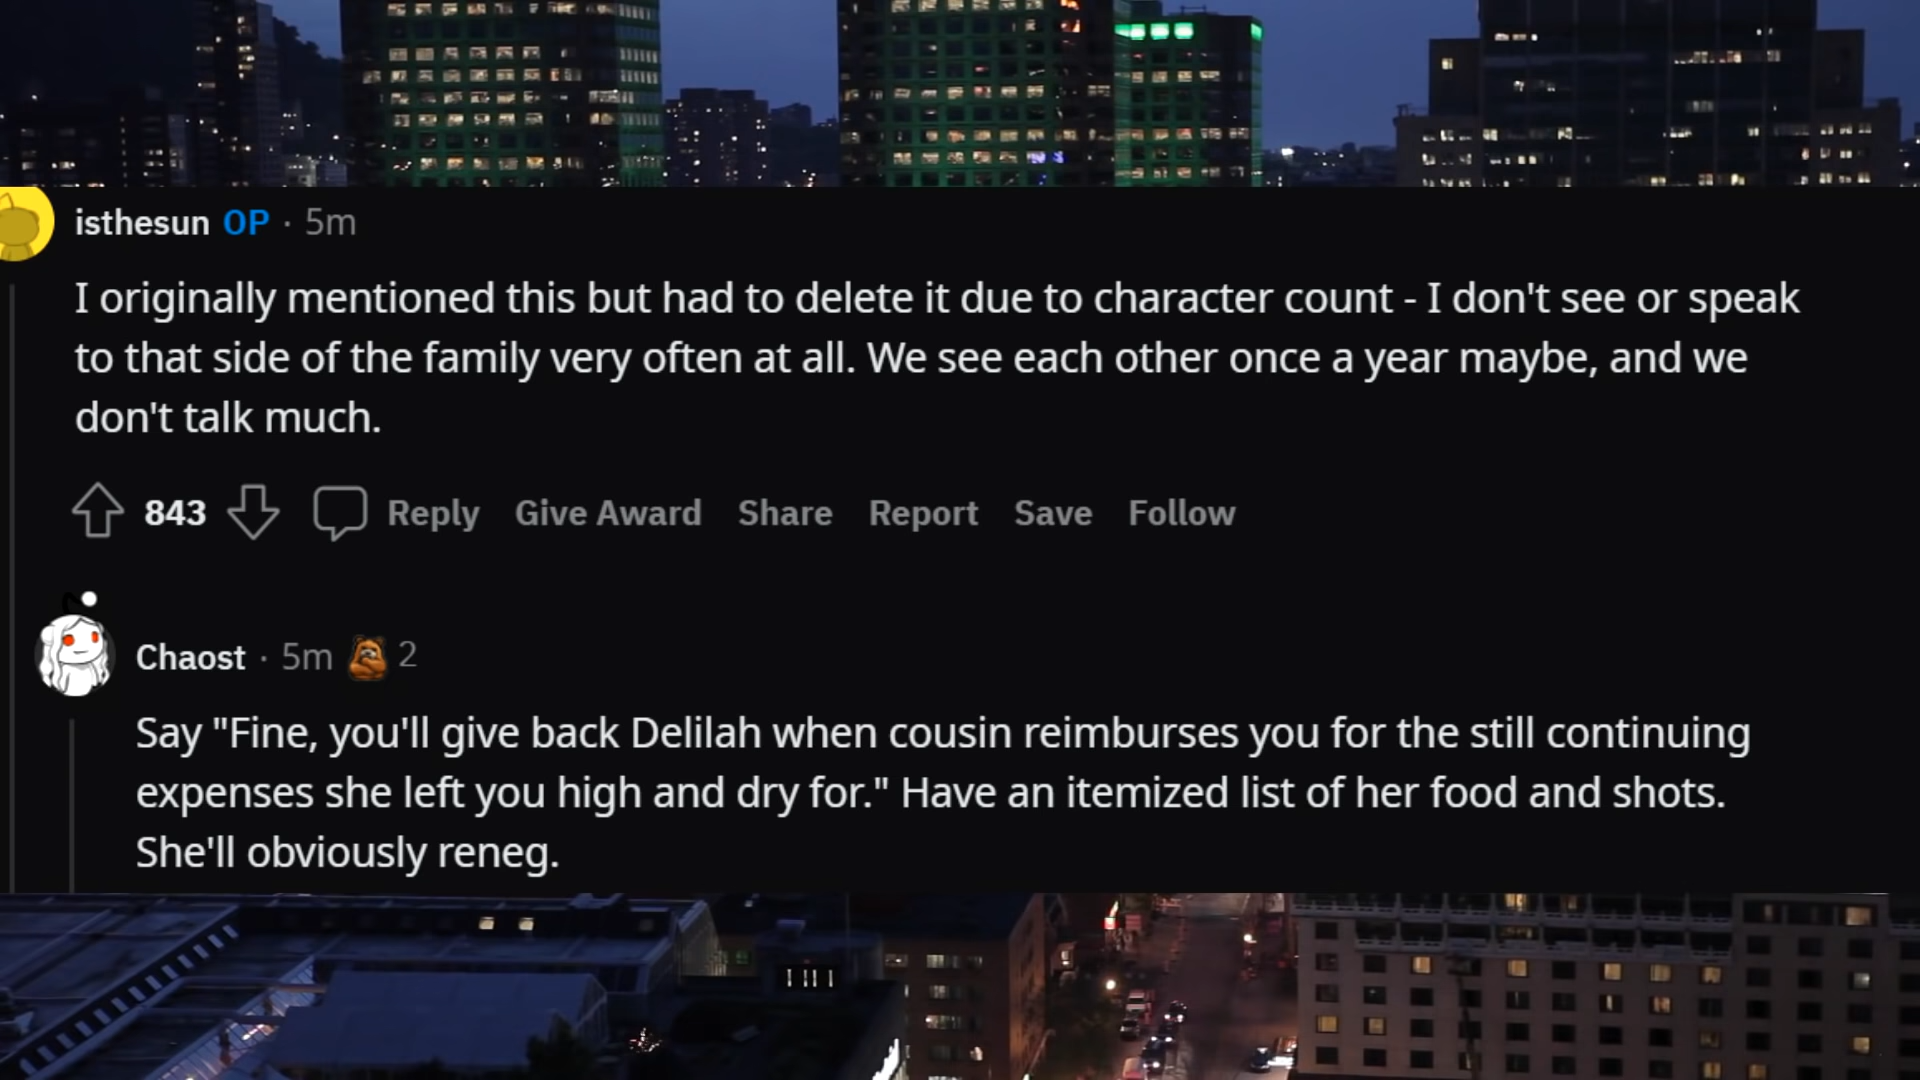 isthesun OP · 5m
I originally mentioned this but had to delete it due to character count - I don't see or speak
to that side of the family very often at all. We see each other once a year maybe, and we
don't talk much.
843 Reply Give Award Share Report Save Follow
Chaost · 5m 2
Say "Fine, you'll give back Delilah when cousin reimburses you for the still continuing
expenses she left you high and dry for." Have an itemized list of her food and shots.
She'll obviously reneg.